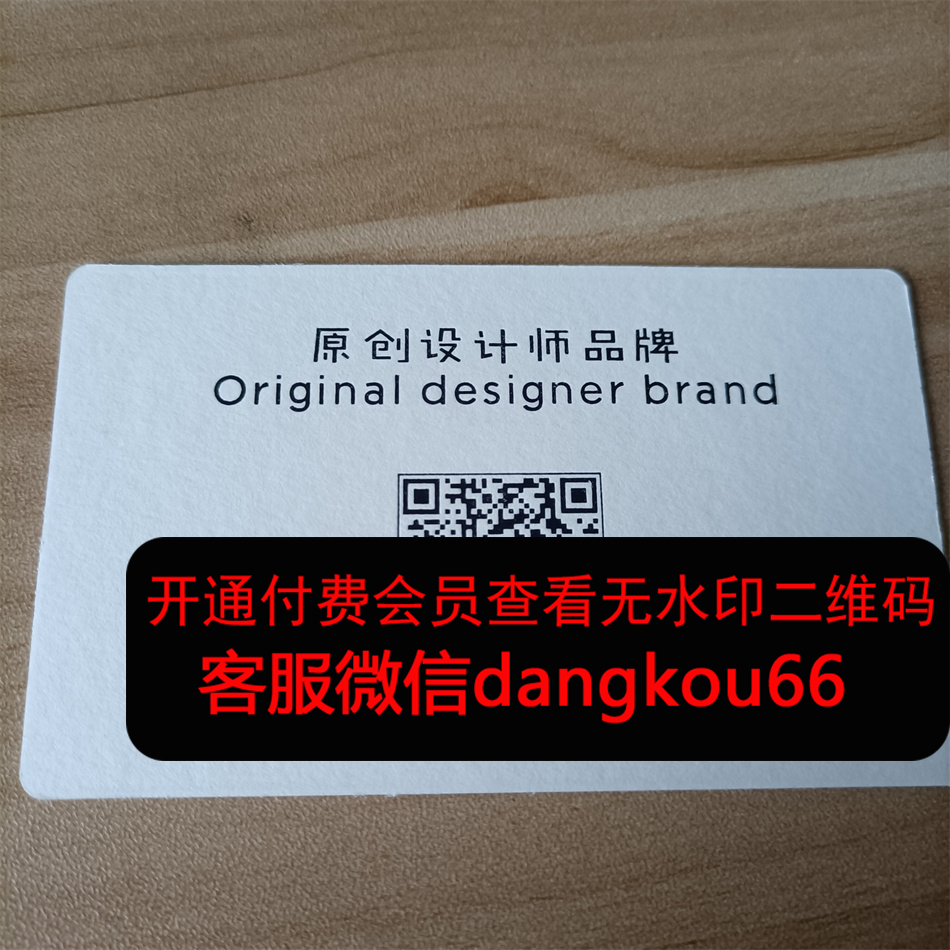 原创设计师品牌
Original designer brand
开通付费会员查看无水印二维码
客服微信dangkou66